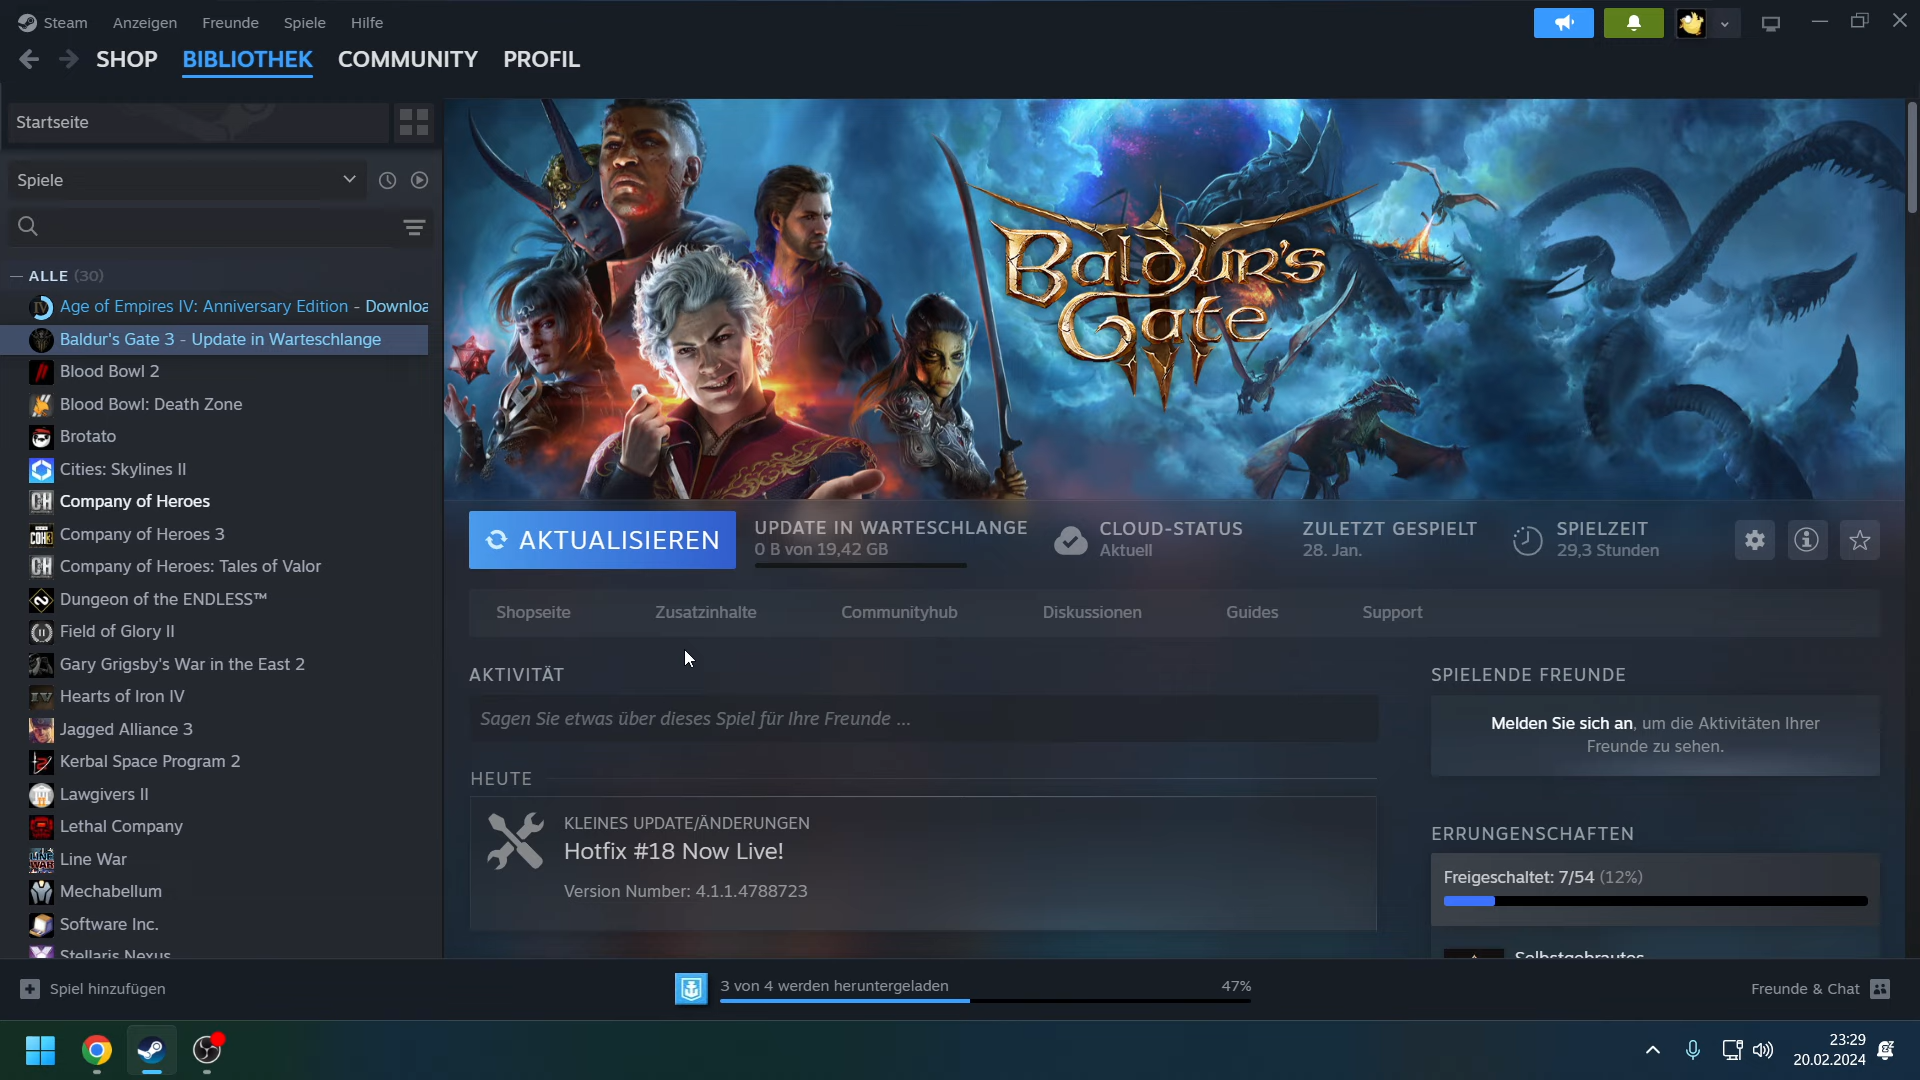 Steam Anzeigen Freunde Spiele Hilfe
SHOP BIBLIOTHEK COMMUNITY PROFIL
Startseite
Spiele
— ALLE (30)
Age of Empires IV: Anniversary Edition - Downloa
Baldur's Gate 3 - Update in Warteschlange
Blood Bowl 2
Blood Bowl: Death Zone
Brotato
Cities: Skylines II
Company of Heroes
Company of Heroes 3
Company of Heroes: Tales of Valor
Dungeon of the ENDLESS™
Field of Glory II
Gary Grigsby's War in the East 2
Hearts of Iron IV
Jagged Alliance 3
Kerbal Space Program 2
Lawgivers II
Lethal Company
Line War
Mechabellum
Software Inc.
Stellaris Nexus
Spiel hinzufügen
Baldur's
Gate
III
AKTUALISIEREN
UPDATE IN WARTESCHLANGE
0 B von 19,42 GB
CLOUD-STATUS
Aktuell
ZULETZT GESPIELT
28. Jan.
SPIELZEIT
29,3 Stunden
Shopseite Zusatzinhalte Communityhub Diskussionen Guides Support
AKTIVITÄT
Sagen Sie etwas über dieses Spiel für Ihre Freunde ...
HEUTE
KLEINES UPDATE/ÄNDERUNGEN
Hotfix #18 Now Live!
Version Number: 4.1.1.4788723
SPIELENDE FREUNDE
Melden Sie sich an, um die Aktivitäten Ihrer
Freunde zu sehen.
ERRUNGENSCHAFTEN
Freigeschaltet: 7/54 (12%)
Selbstgebrautes
3 von 4 werden heruntergeladen 47%
Freunde & Chat
23:29
20.02.2024